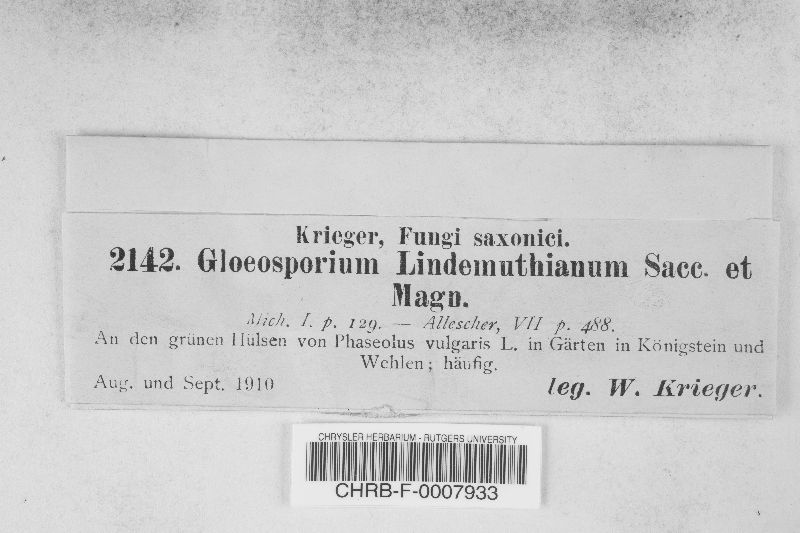 Krieger, Fungi saxonici.
2142. Gloeosporium Lindemuthianum Sacc. et
Magn.
Mich. I. p. 129. — Allescher, VII p. 488.
An den grünen Hülsen von Phaseolus vulgaris L. in Gärten in Königstein und
Wehlen; häufig.
Aug. und Sept. 1910
leg. W. Krieger.
CHRYSLER HERBARIUM - RUTGERS UNIVERSITY
CHRB-F-0007933